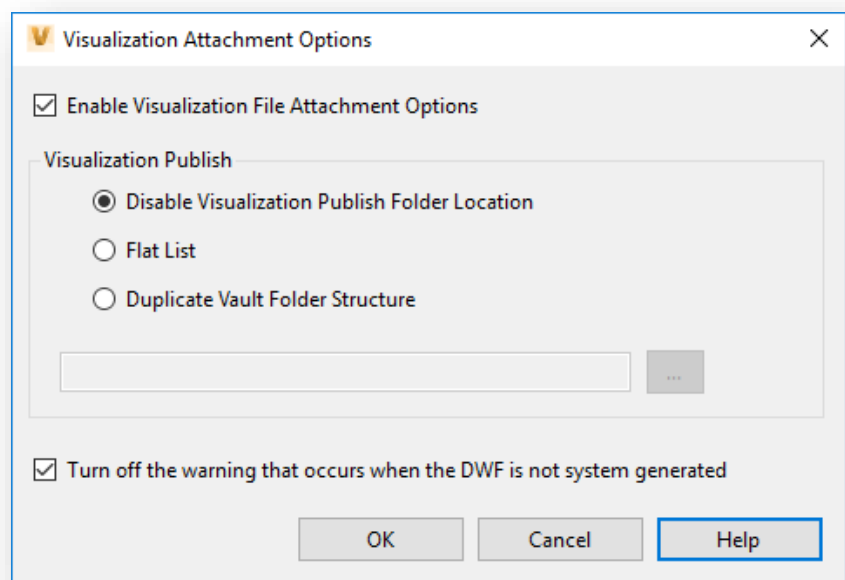 Visualization Attachment Options
Enable Visualization File Attachment Options
Visualization Publish
Disable Visualization Publish Folder Location
Flat List
Duplicate Vault Folder Structure
...
Turn off the warning that occurs when the DWF is not system generated
OK Cancel Help